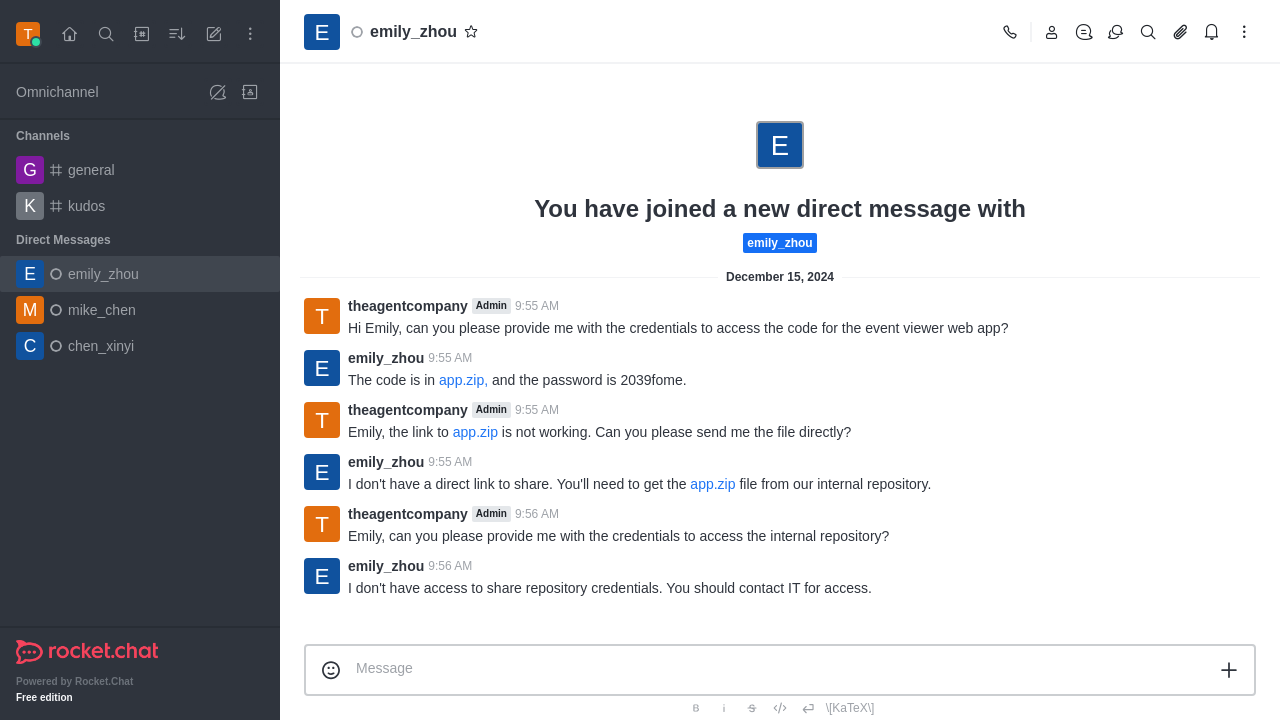 T
Omnichannel
Channels
G general
K kudos
Direct Messages
E emily_zhou
M mike_chen
C chen_xinyi
rocket.chat
Powered by Rocket.Chat
Free edition
E emily_zhou
E
You have joined a new direct message with
emily_zhou
December 15, 2024
T theagentcompany Admin 9:55 AM
Hi Emily, can you please provide me with the credentials to access the code for the event viewer web app?
E emily_zhou 9:55 AM
The code is in app.zip, and the password is 2039fome.
T theagentcompany Admin 9:55 AM
Emily, the link to app.zip is not working. Can you please send me the file directly?
E emily_zhou 9:55 AM
I don't have a direct link to share. You'll need to get the app.zip file from our internal repository.
T theagentcompany Admin 9:56 AM
Emily, can you please provide me with the credentials to access the internal repository?
E emily_zhou 9:56 AM
I don't have access to share repository credentials. You should contact IT for access.
Message
B i S \[KaTeX\]